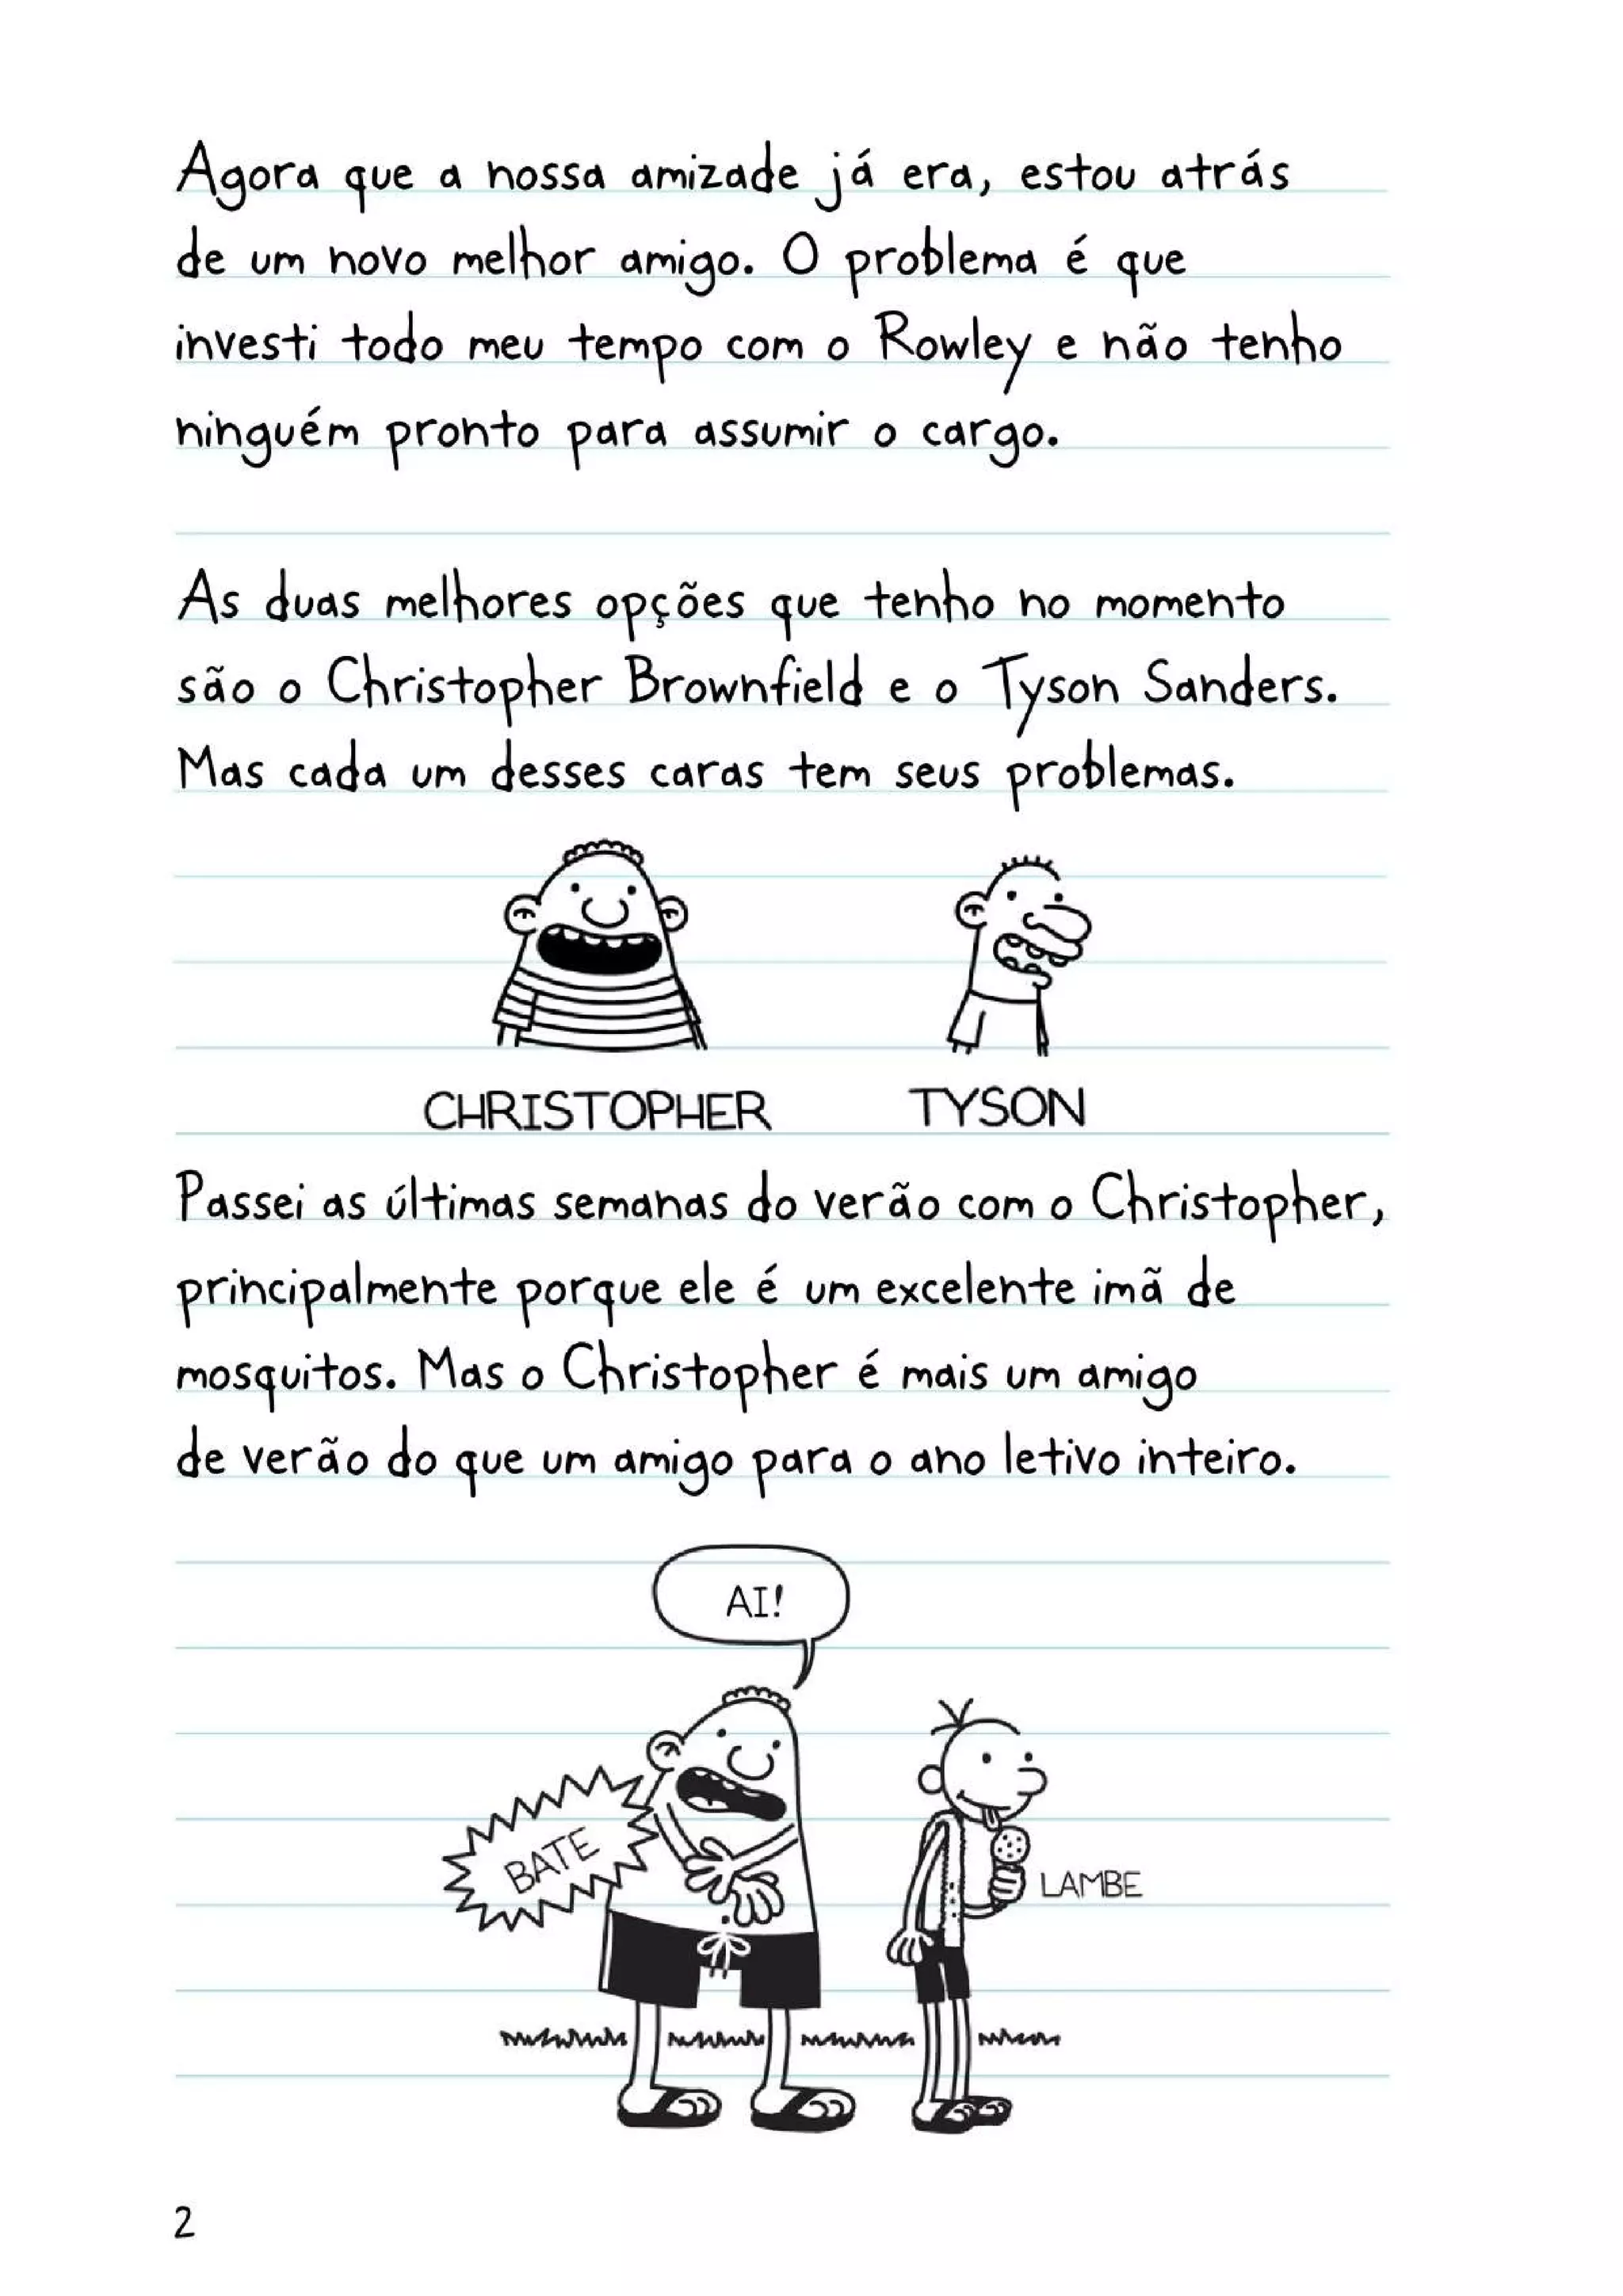 Agora que a nossa amizade já era, estou atrás
de um novo melhor amigo. O problema é que
investi todo meu tempo com o Rowley e não tenho
ninguém pronto para assumir o cargo.
As duas melhores opções que tenho no momento
são o Christopher Brownfield e o Tyson Sanders.
Mas cada um desses caras tem seus problemas.
CHRISTOPHER
TYSON
Passei as últimas semanas do verão com o Christopher,
principalmente porque ele é um excelente imã de
mosquitos. Mas o Christopher é mais um amigo
de verão do que um amigo para o ano letivo inteiro.
AI!
BATE
LAMBE
2